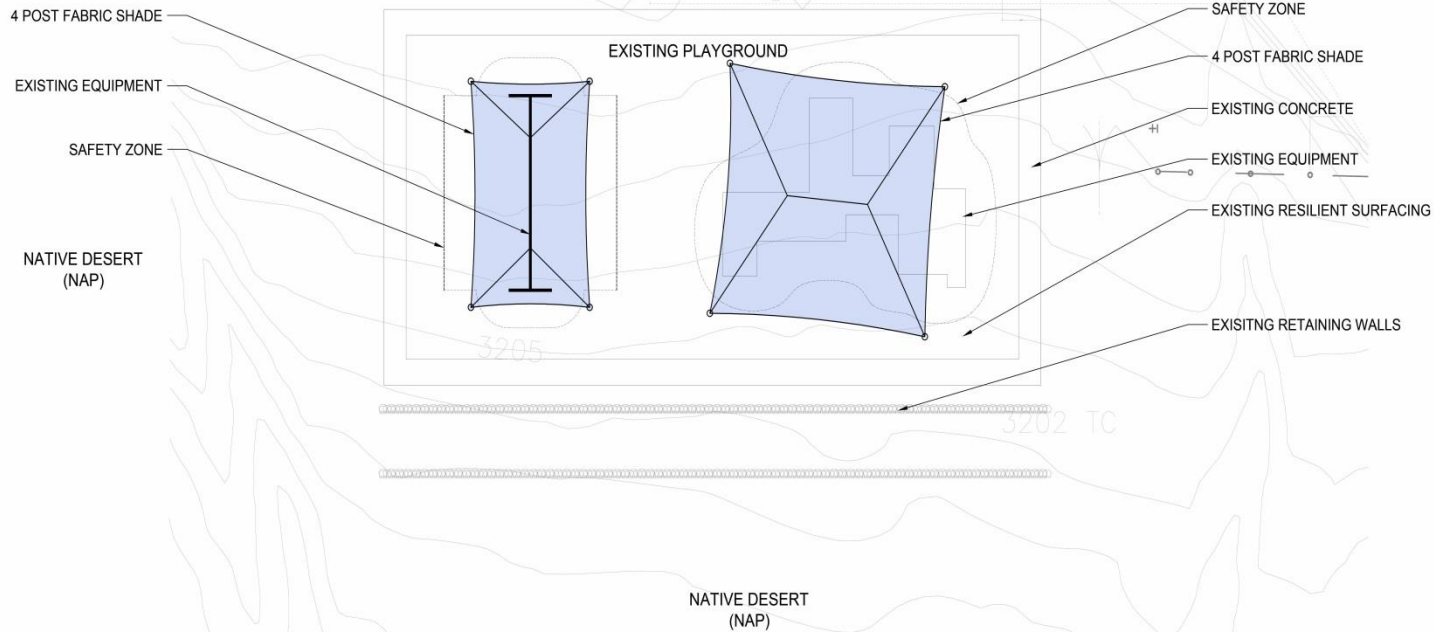 4 POST FABRIC SHADE
EXISTING EQUIPMENT
SAFETY ZONE
NATIVE DESERT
(NAP)
EXISTING PLAYGROUND
SAFETY ZONE
4 POST FABRIC SHADE
EXISTING CONCRETE
EXISTING EQUIPMENT
EXISTING RESILIENT SURFACING
EXISITNG RETAINING WALLS
3205
3202 TC
NATIVE DESERT
(NAP)